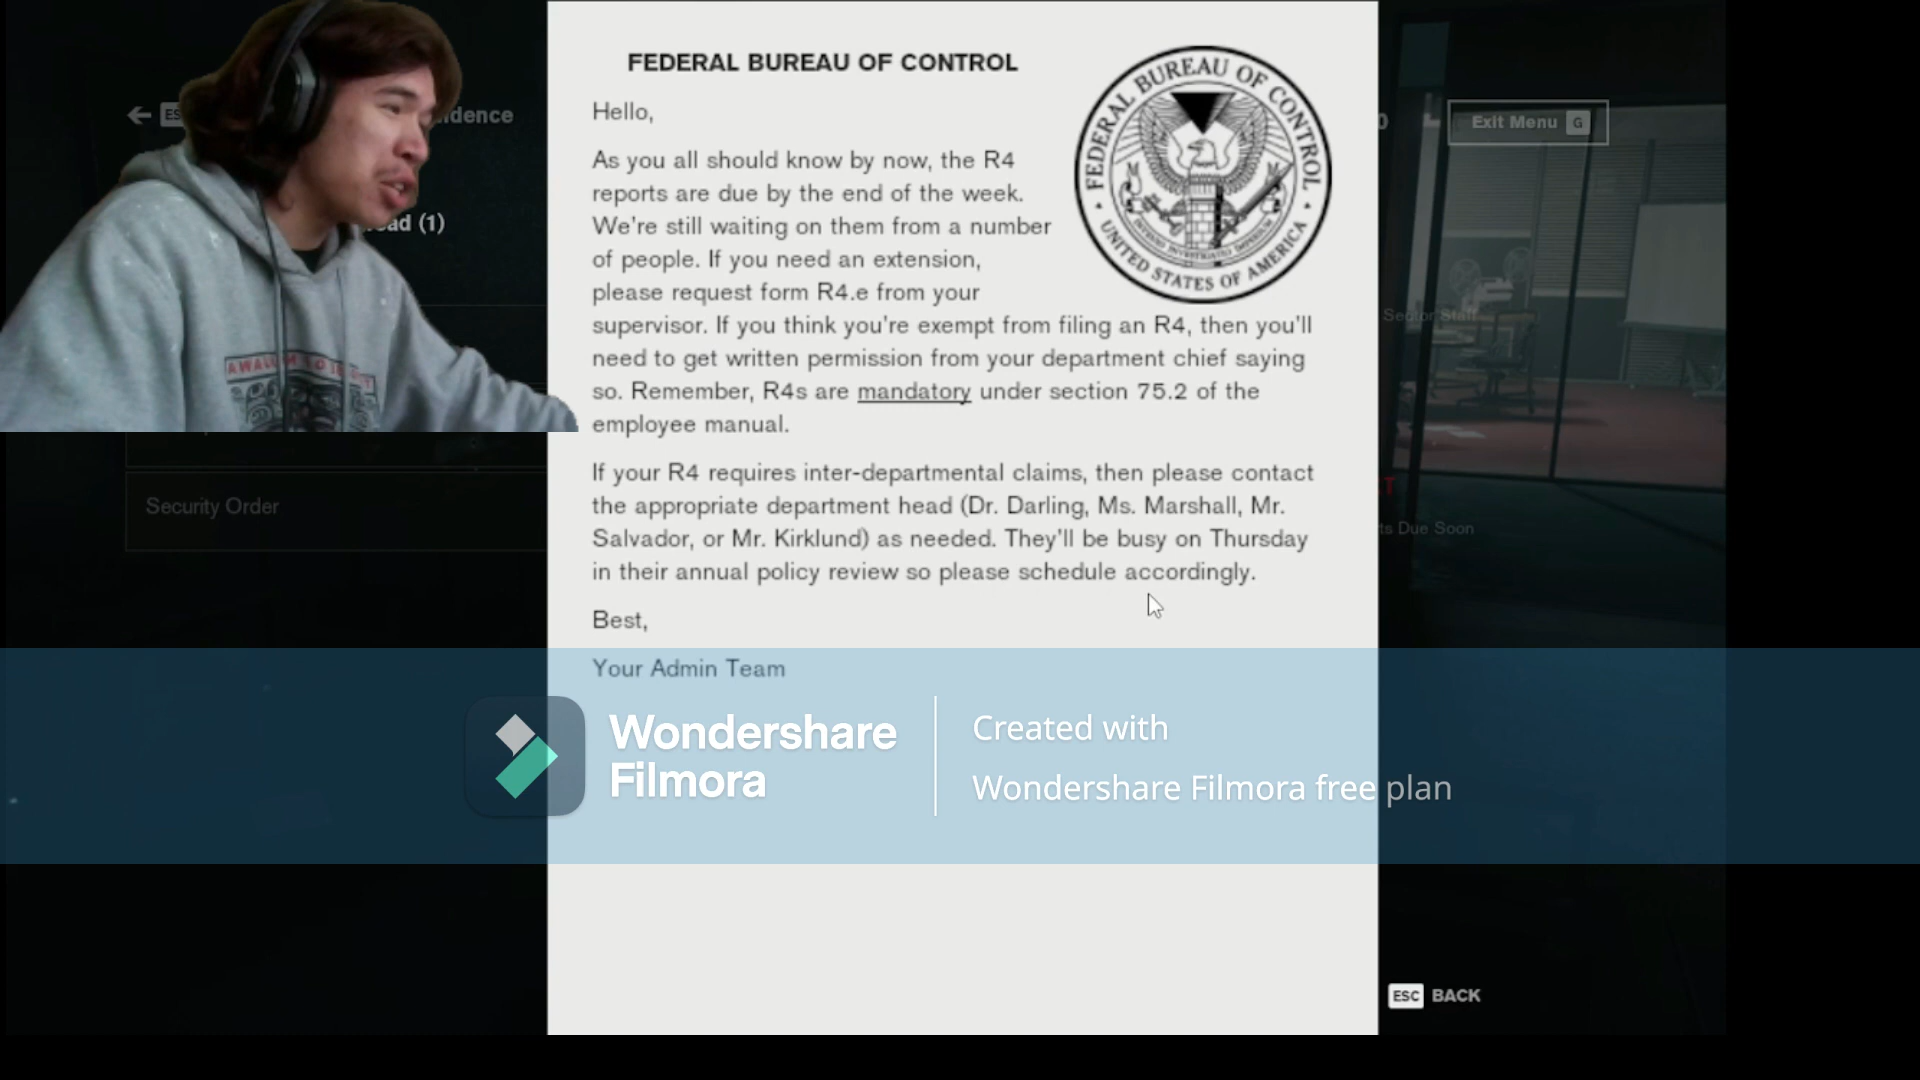 FEDERAL BUREAU OF CONTROL
Hello,
As you all should know by now, the R4
reports are due by the end of the week.
We're still waiting on them from a number
of people. If you need an extension,
please request form R4.e from your
supervisor. If you think you're exempt from filing an R4, then you'll
need to get written permission from your department chief saying
so. Remember, R4s are mandatory under section 75.2 of the
employee manual.
If your R4 requires inter-departmental claims, then please contact
the appropriate department head (Dr. Darling, Ms. Marshall, Mr.
Salvador, or Mr. Kirklund) as needed. They'll be busy on Thursday
in their annual policy review so please schedule accordingly.
Best,
Your Admin Team
FEDERAL BUREAU OF CONTROL
UNITED STATES OF AMERICA
(1)
Security Order
Exit Menu G
Sector Staff
Due Soon
Wondershare
Filmora
Created with
Wondershare Filmora free plan
ESC BACK